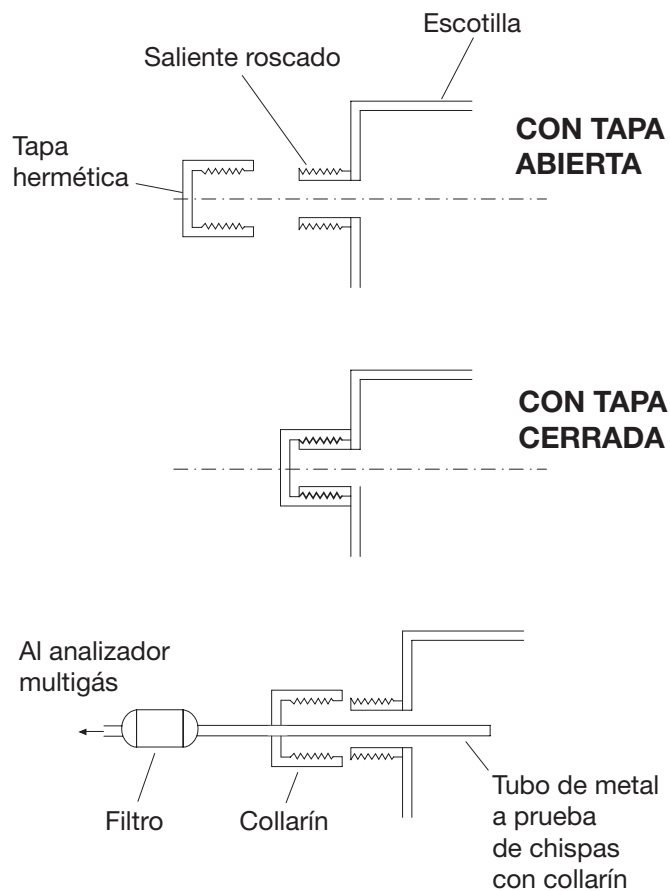 Escotilla
Saliente roscado
CON TAPA
ABIERTA
Tapa
hermética
CON TAPA
CERRADA
Al analizador
multigás
Filtro
Collarín
Tubo de metal
a prueba
de chispas
con collarín